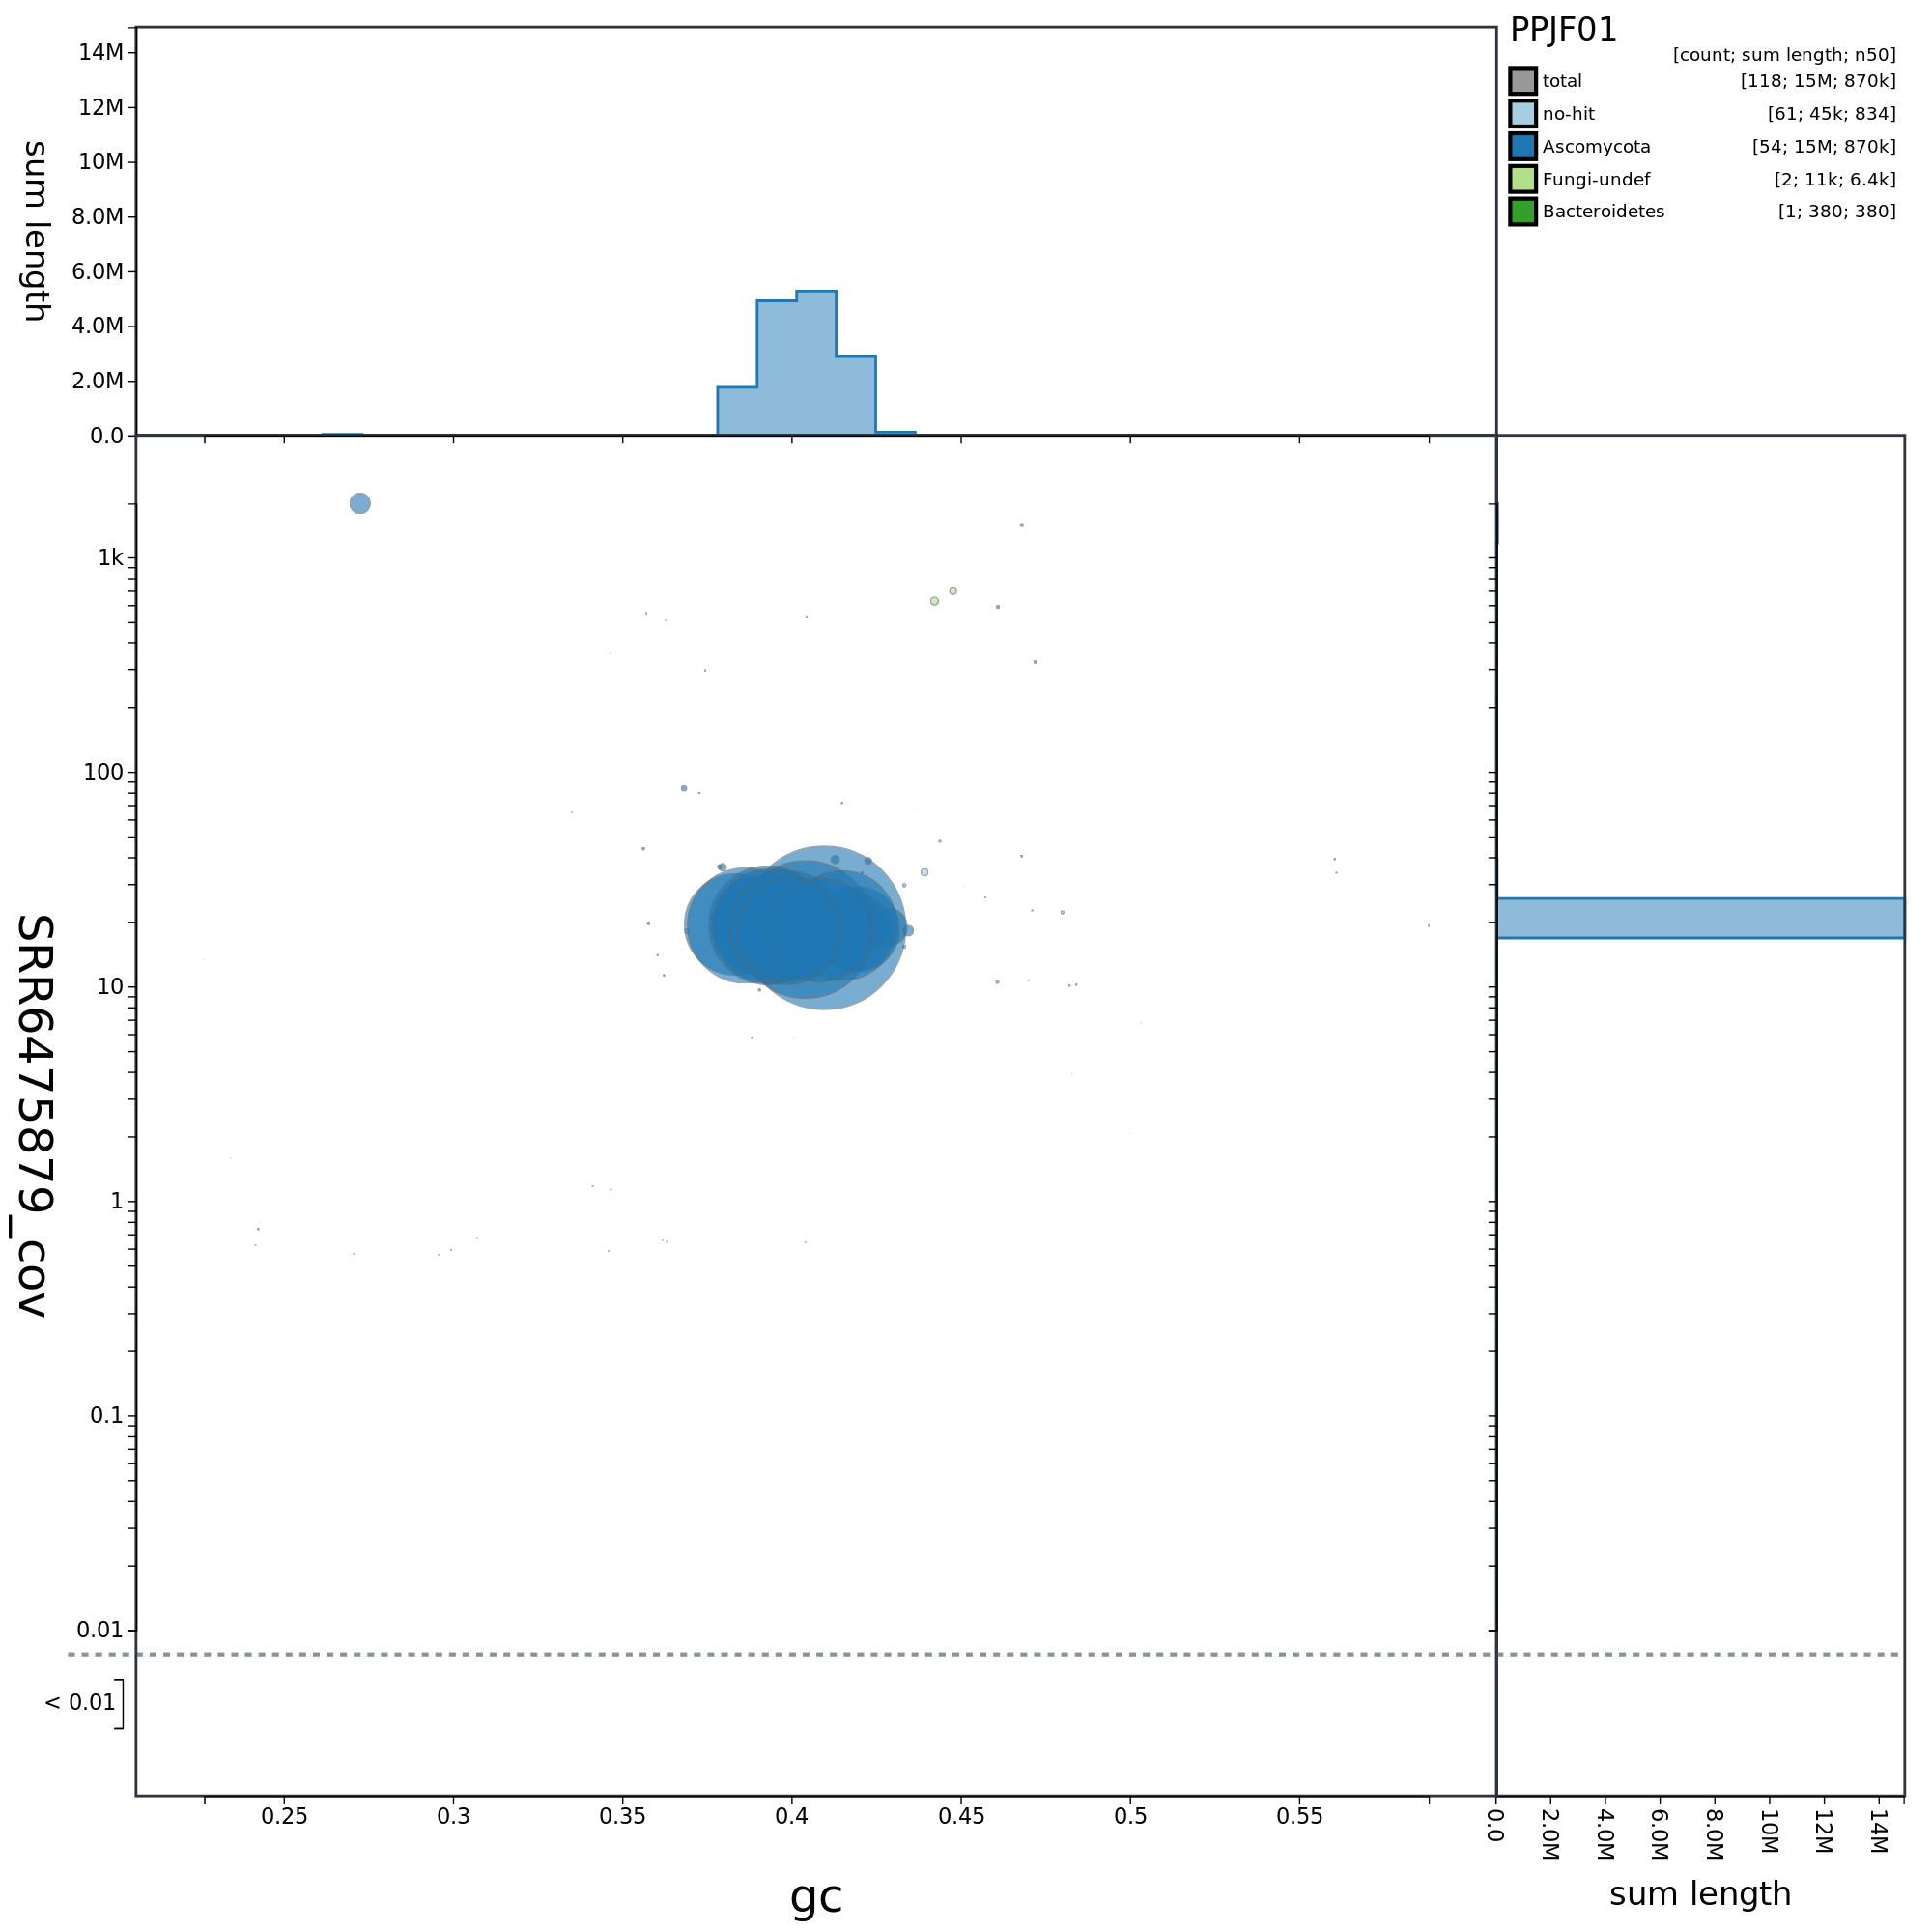 PPJF01
[count; sum length; n50]
total [118; 15M; 870k]
no-hit [61; 45k; 834]
Ascomycota [54; 15M; 870k]
Fungi-undef [2; 11k; 6.4k]
Bacteroidetes [1; 380; 380]
sum length
14M
12M
10M
8.0M
6.0M
4.0M
2.0M
0.0
SRR6475879_cov
1k
100
10
1
0.1
0.01
< 0.01
0.25 0.3 0.35 0.4 0.45 0.5 0.55
gc
0.0 2.0M 4.0M 6.0M 8.0M 10M 12M 14M
sum length